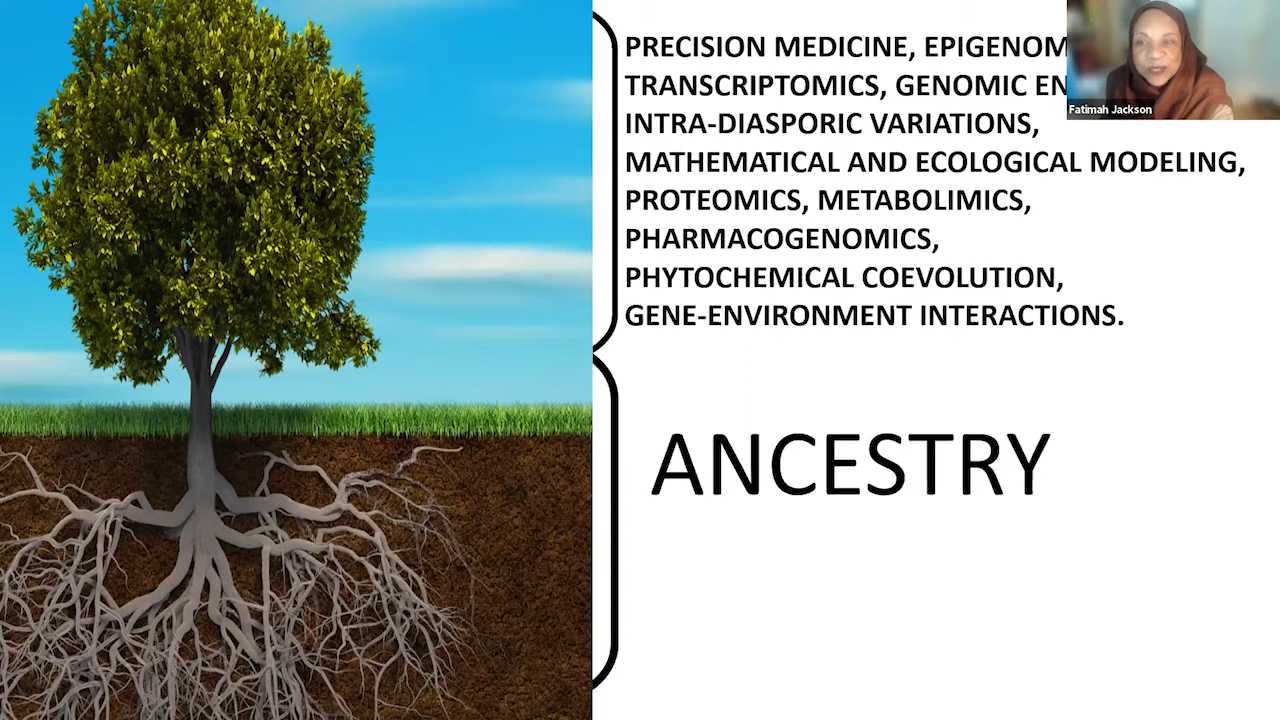 PRECISION MEDICINE, EPIGENOM
TRANSCRIPTOMICS, GENOMIC EN
INTRA-DIASPORIC VARIATIONS,
MATHEMATICAL AND ECOLOGICAL MODELING,
PROTEOMICS, METABOLIMICS,
PHARMACOGENOMICS,
PHYTOCHEMICAL COEVOLUTION,
GENE-ENVIRONMENT INTERACTIONS.
Fatimah Jackson
ANCESTRY